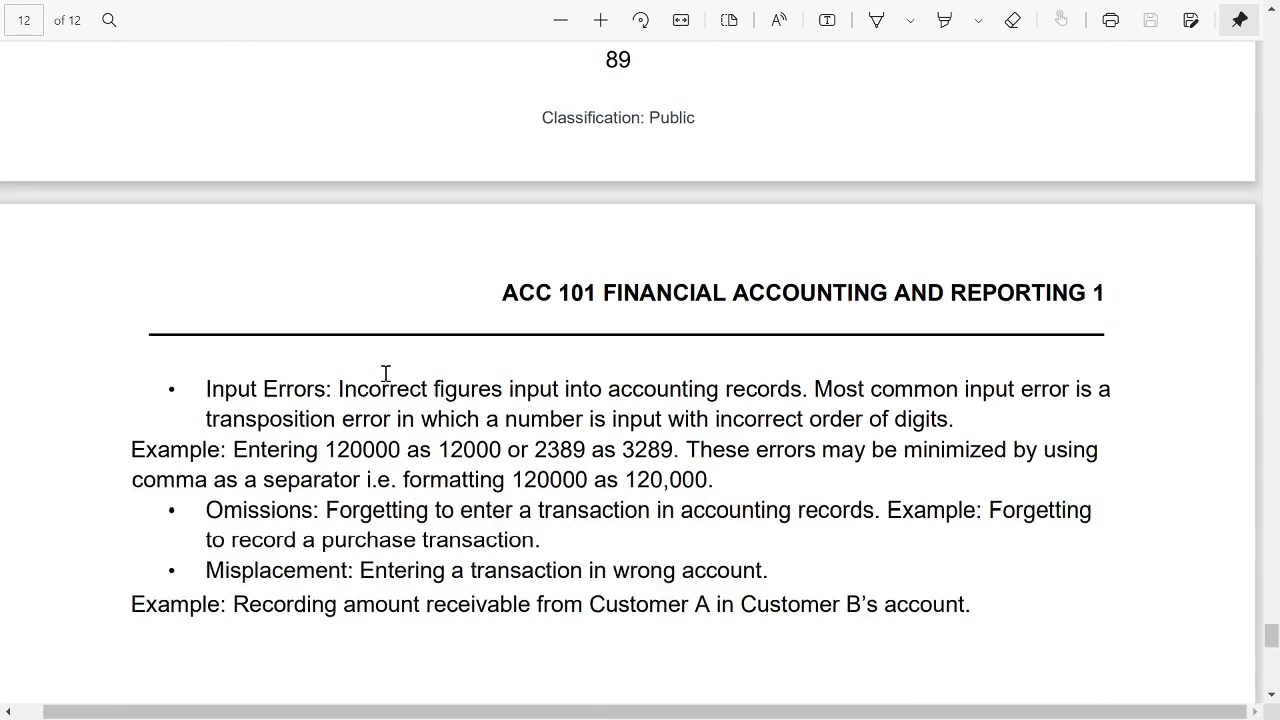 12 of 12
89
Classification: Public
ACC 101 FINANCIAL ACCOUNTING AND REPORTING 1
• Input Errors: Incorrect figures input into accounting records. Most common input error is a
transposition error in which a number is input with incorrect order of digits.
Example: Entering 120000 as 12000 or 2389 as 3289. These errors may be minimized by using
comma as a separator i.e. formatting 120000 as 120,000.
• Omissions: Forgetting to enter a transaction in accounting records. Example: Forgetting
to record a purchase transaction.
• Misplacement: Entering a transaction in wrong account.
Example: Recording amount receivable from Customer A in Customer B’s account.